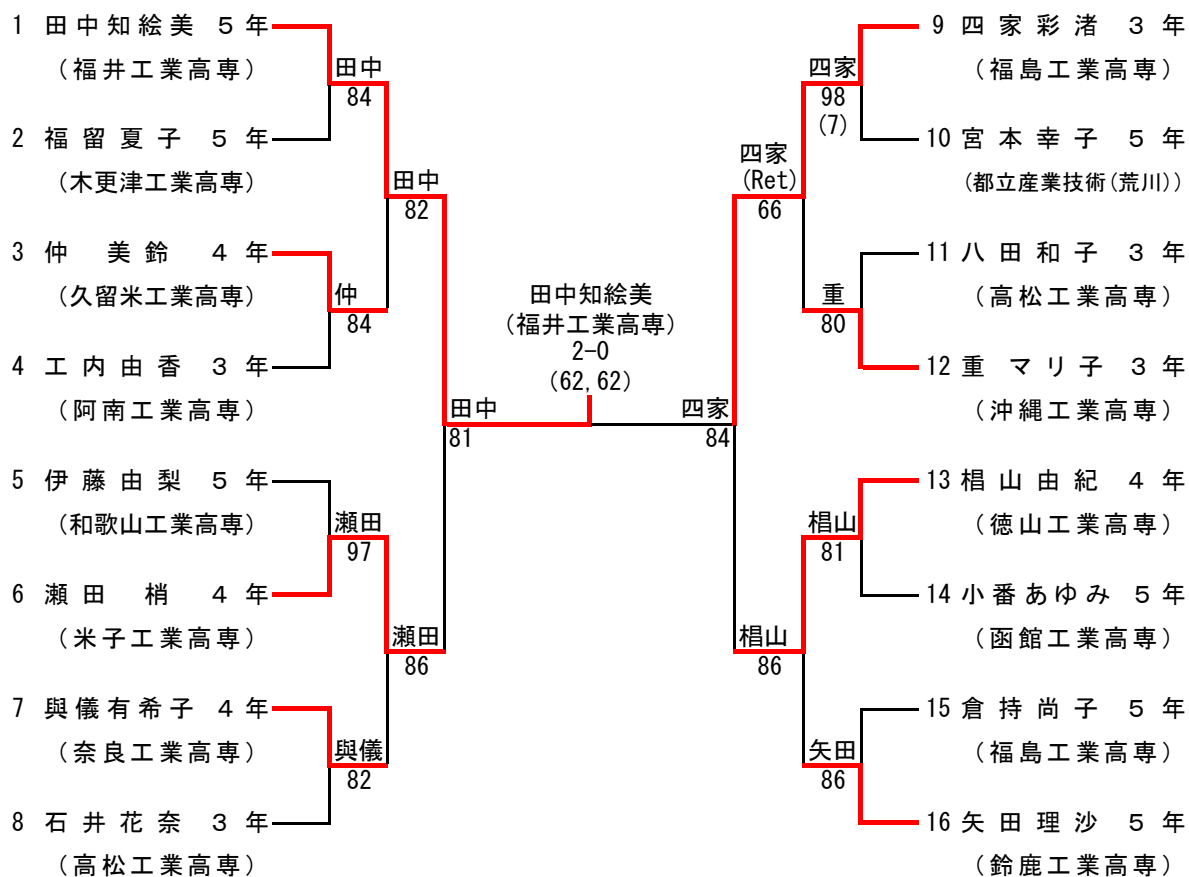 1 田中知絵美 5年
(福井工業高専)
2 福留夏子 5年
(木更津工業高専)
3 仲 美鈴 4年
(久留米工業高専)
4 工内由香 3年
(阿南工業高専)
5 伊藤由梨 5年
(和歌山工業高専)
6 瀬田 梢 4年
(米子工業高専)
7 與儀有希子 4年
(奈良工業高専)
8 石井花奈 3年
(高松工業高専)
田中
84
仲
84
瀬田
97
與儀
82
田中
82
瀬田
86
田中
81
田中知絵美
(福井工業高専)
2-0
(62,62)
四家
84
四家
(Ret)
66
椙山
86
四家
98
(7)
重
80
椙山
81
矢田
86
9 四家彩渚 3年
(福島工業高専)
10 宮本幸子 5年
(都立産業技術(荒川))
11 八田和子 3年
(高松工業高専)
12 重 マリ子 3年
(沖縄工業高専)
13 椙山由紀 4年
(徳山工業高専)
14 小番あゆみ 5年
(函館工業高専)
15 倉持尚子 5年
(福島工業高専)
16 矢田理沙 5年
(鈴鹿工業高専)